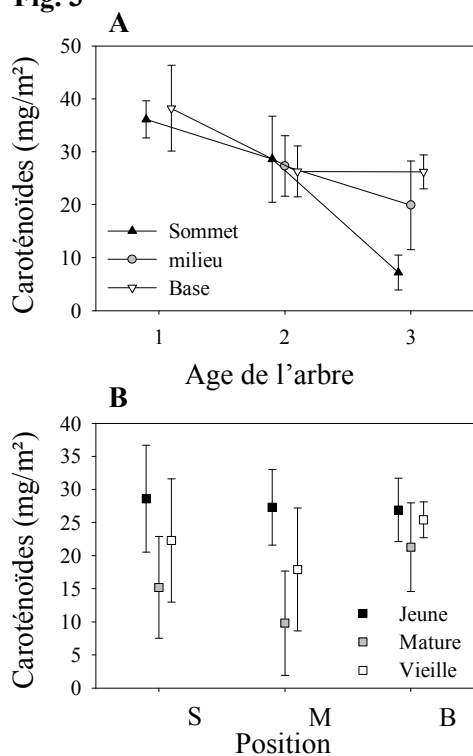 Fig. 3
A
Caroténoïdes (mg/m²)
50
40
30
20
10
0
Sommet
milieu
Base
1 2 3
Age de l'arbre
B
Caroténoïdes (mg/m²)
40
35
30
25
20
15
10
5
0
Jeune
Mature
Vieille
S M B
Position